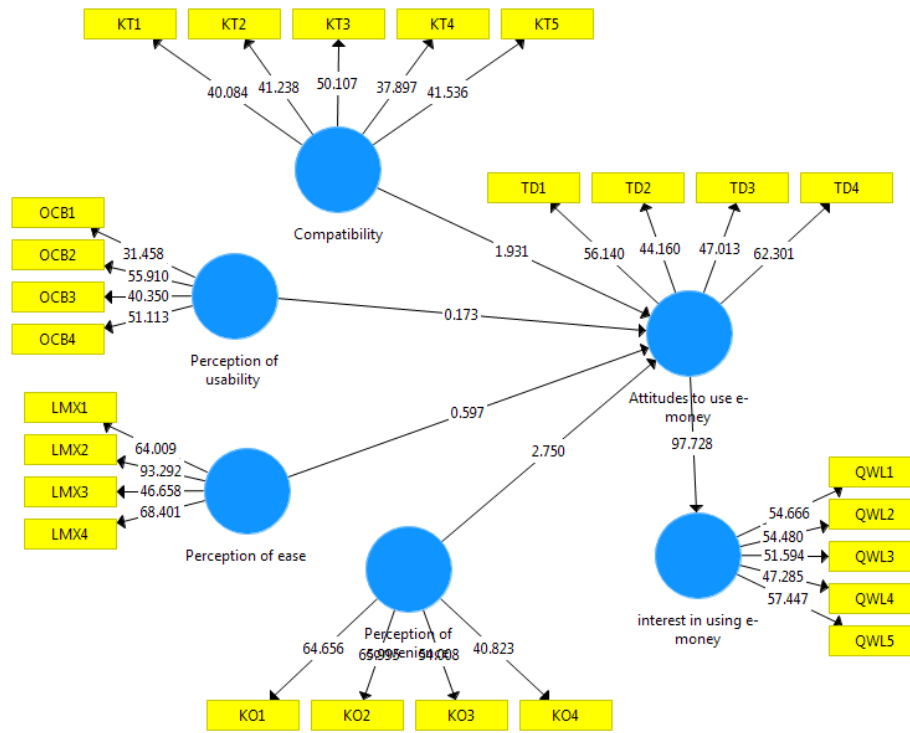 KT1 KT2 KT3 KT4 KT5
40.084 41.238 50.107 37.897 41.536
Compatibility
TD1 TD2 TD3 TD4
56.140 44.160 47.013 62.301
1.931
OCB1
OCB2
OCB3
OCB4
31.458
55.910
40.350
51.113
Perception of
usability
0.173
Attitudes to use e-
money
LMX1
LMX2
LMX3
LMX4
64.009
93.292
46.658
68.401
Perception of ease
0.597
2.750
97.728
QWL1
QWL2
QWL3
QWL4
QWL5
54.666
54.480
51.594
47.285
57.447
interest in using e-
money
Perception of
64.656 40.823
KO1 KO2 KO3 KO4